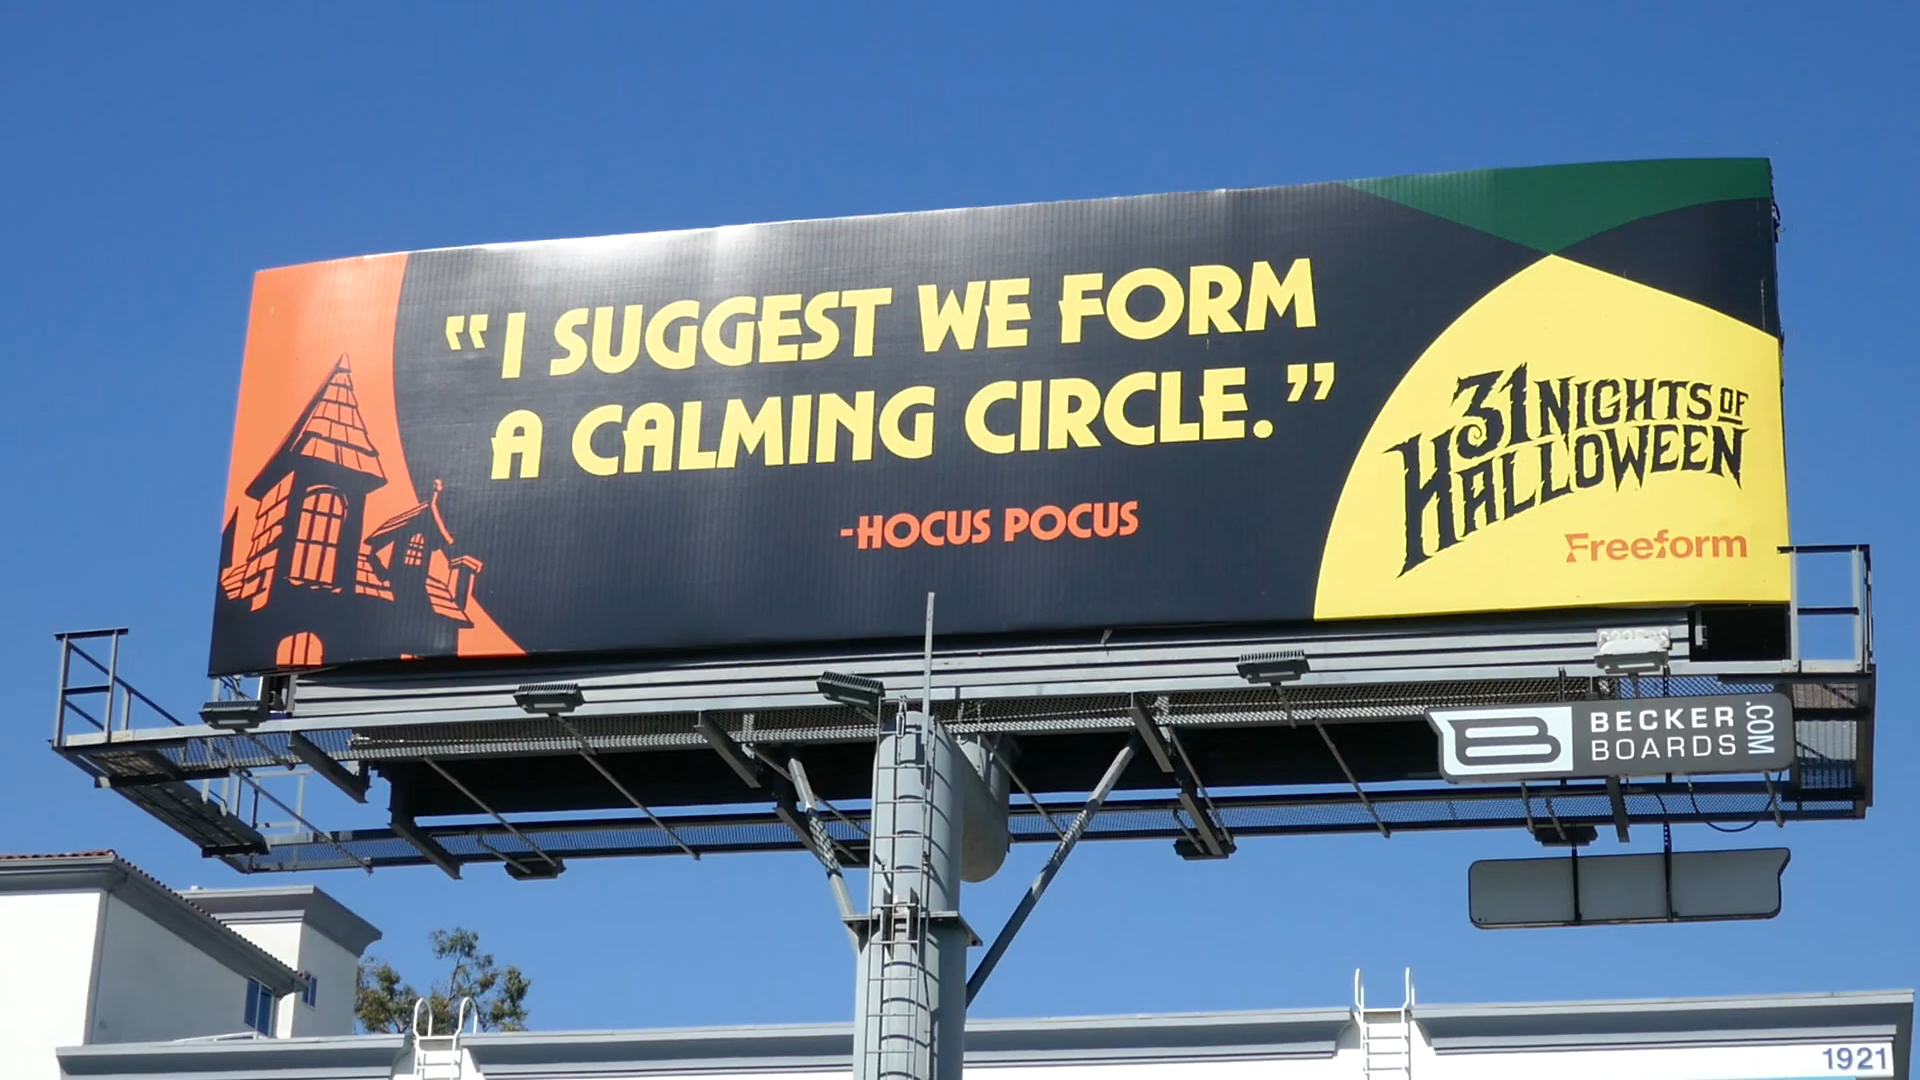 “I SUGGEST WE FORM
A CALMING CIRCLE.”
-HOCUS POCUS
31 NIGHTS OF
HALLOWEEN
Freeform
B BECKER
BOARDS
.COM
1921